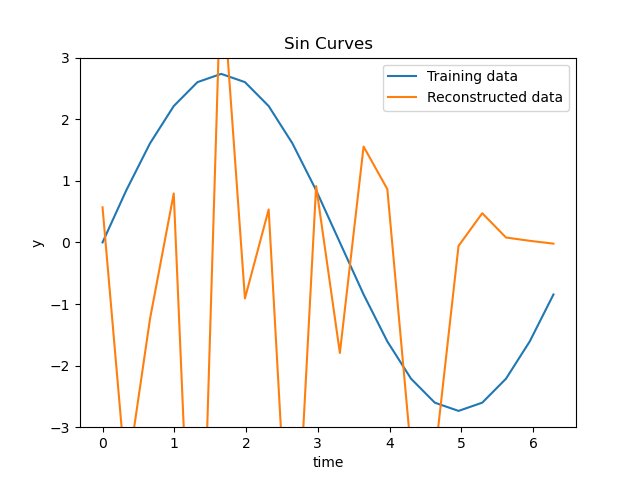 Sin Curves
Training data
Reconstructed data
3
2
1
0
−1
−2
−3
y
0
1
2
3
4
5
6
time